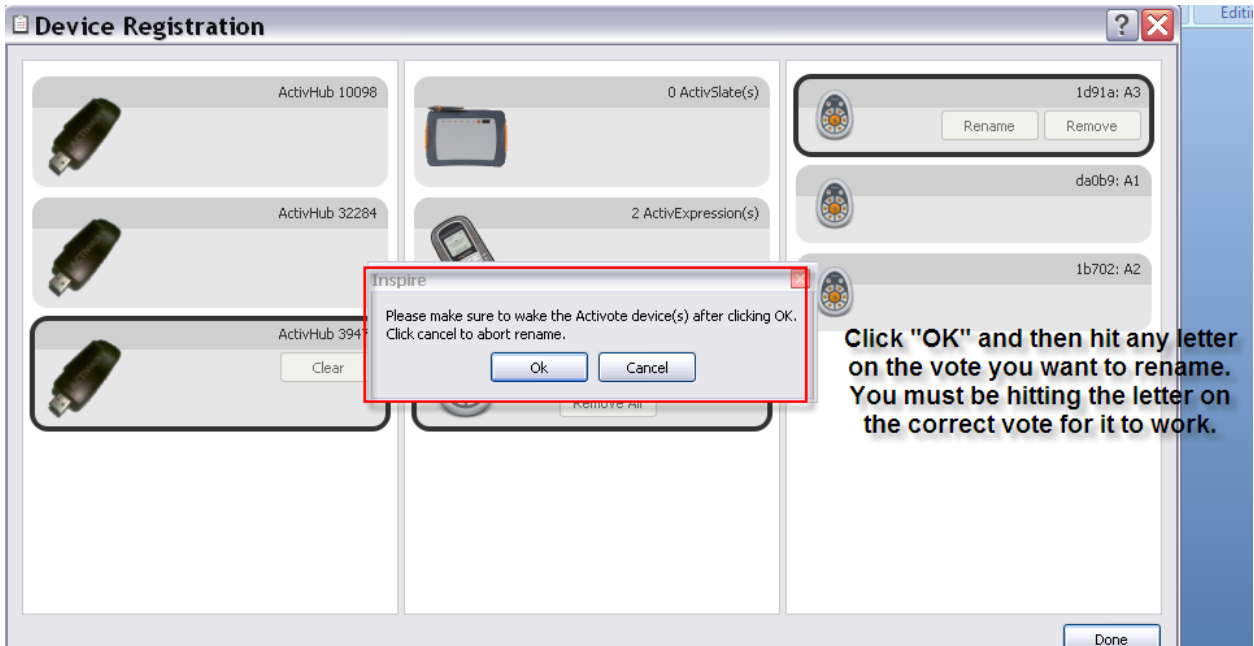 Device Registration
Editin
ActivHub 10098
ActivHub 32284
ActivHub 3947
Clear
0 ActivSlate(s)
2 ActivExpression(s)
Remove All
Inspire
Please make sure to wake the Activote device(s) after clicking OK.
Click cancel to abort rename.
Ok
Cancel
1d91a: A3
Rename
Remove
da0b9: A1
1b702: A2
Click "OK" and then hit any letter
on the vote you want to rename.
You must be hitting the letter on
the correct vote for it to work.
Done